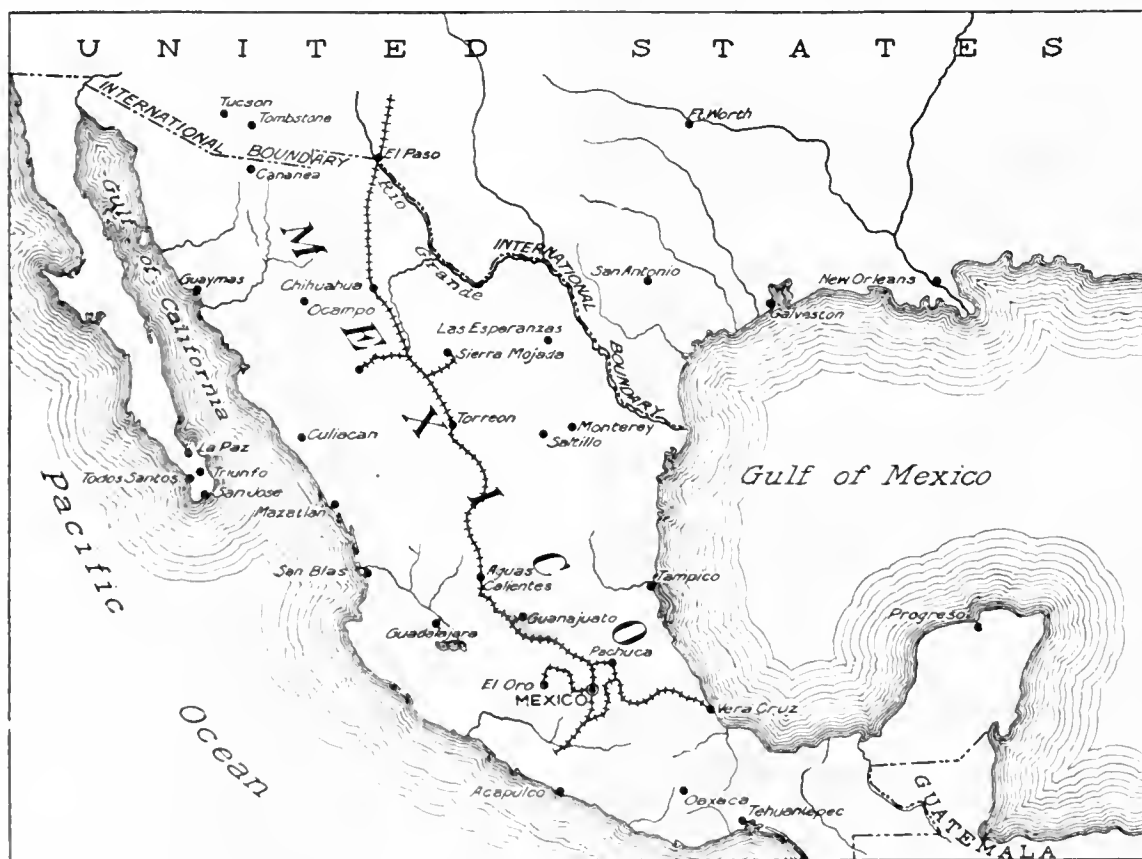 UNITED STATES
Tucson
Tombstone
INTERNATIONAL
BOUNDARY
El Paso
Cananea
Ft. Worth
Rio
Grande
INTERNATIONAL
BOUNDARY
Gulf of California
MEXICO
Guaymas
Chihuahua
Ocampo
San Antonio
New Orleans
Galveston
Las Esperanzas
Sierra Mojada
Torreon
Monterey
Saltillo
Culiacan
La Paz
Triunfo
Todos Santos
San Jose
Mazatlan
Gulf of Mexico
Pacific
Ocean
San Blas
Aguas
Calientes
Tampico
Guanajuato
Guadalajara
Progreso
Pachuca
El Oro
MEXICO
Vera Cruz
Acapulco
Oaxaca
Tehuantepec
GUATEMALA